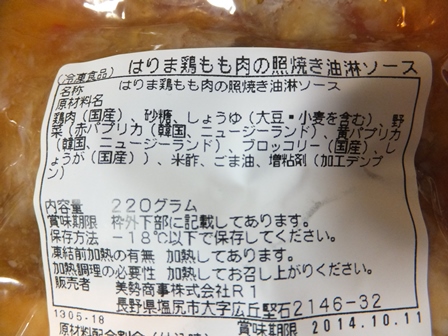 (冷凍食品) はりま鶏もも肉の照焼き油淋ソース
名称 はりま鶏もも肉の照焼き油淋ソース
原材料名
鶏肉(国産)、砂糖、しょうゆ(大豆・小麦を含む)、野
菜(赤パプリカ(韓国、ニュージーランド)、黄パプリカ
(韓国、ニュージーランド)、ブロッコリー(国産)、し
ょうが(国産))、米酢、ごま油、増粘剤(加工デンプ
ン)
内容量 220グラム
賞味期限 枠外下部に記載してあります。
保存方法 -18℃以下で保存してください。
凍結前加熱の有無 加熱してあります。
加熱調理の必要性 加熱してお召し上がりください。
販売者 美勢商事株式会社R1
長野県塩尻市大字広丘堅石2146-32
1305-18 賞味期限 2014.10.11